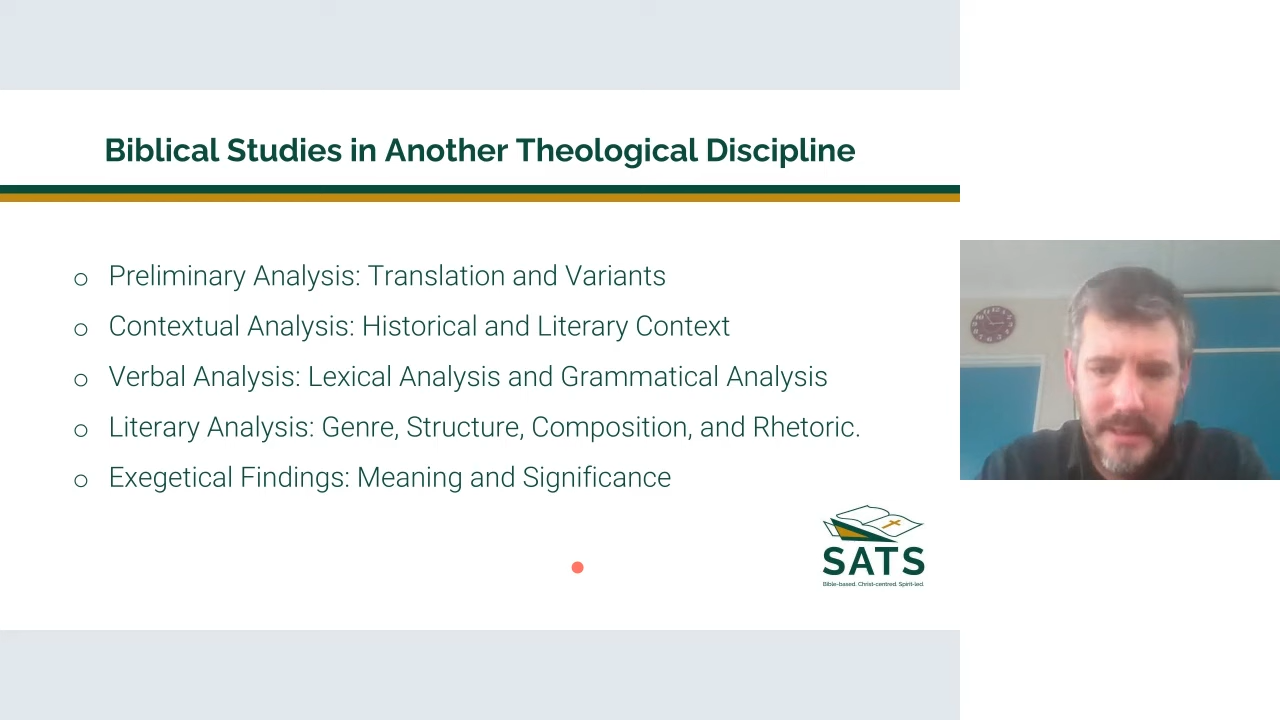 Biblical Studies in Another Theological Discipline
o Preliminary Analysis: Translation and Variants
o Contextual Analysis: Historical and Literary Context
o Verbal Analysis: Lexical Analysis and Grammatical Analysis
o Literary Analysis: Genre, Structure, Composition, and Rhetoric.
o Exegetical Findings: Meaning and Significance
SATS
Bible-based. Christ-centred. Spirit-led.